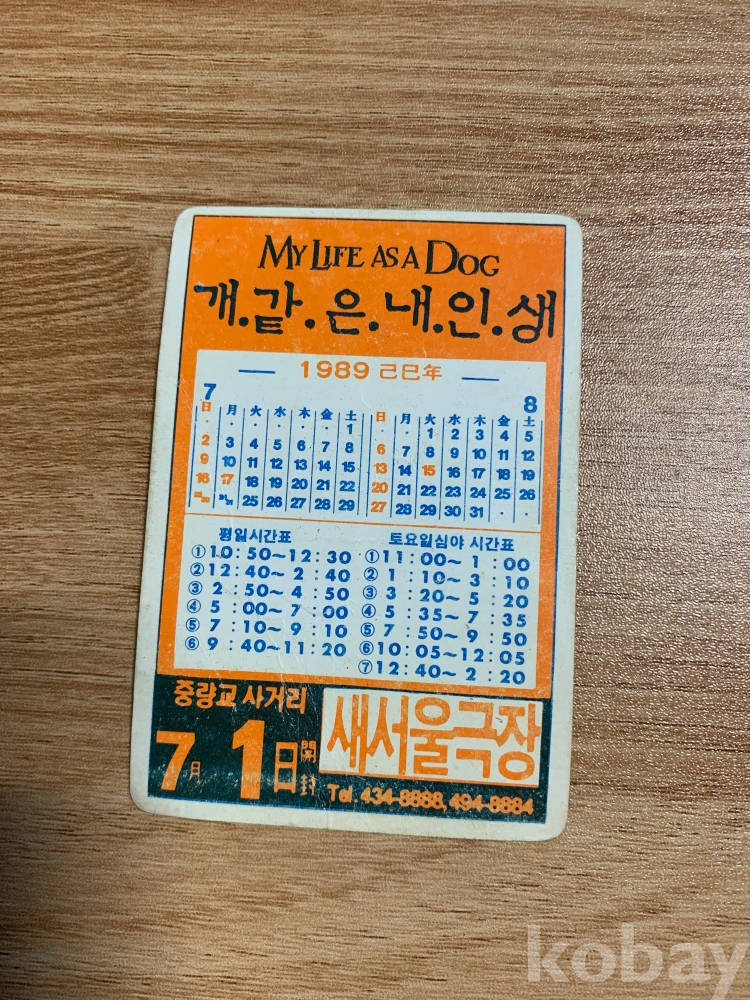 MY LIFE AS A DOG
개.같.은.내.인.생
1989 己巳年
7 8
日 月 火 水 木 金 土 日 月 火 水 木 金 土
· · · · · · 1 · · 1 2 3 4 5
2 3 4 5 6 7 8 6 7 8 9 10 11 12
9 10 11 12 13 14 15 13 14 15 16 17 18 19
16 17 18 19 20 21 22 20 21 22 23 24 25 26
23/30 24/31 25 26 27 28 29 27 28 29 30 31 · ·
평일시간표 토요일심야 시간표
①10:50~12:30 ①11:00~1:00
②12:40~2:40 ②1:10~3:10
③2:50~4:50 ③3:20~5:20
④5:00~7:00 ④5:35~7:35
⑤7:10~9:10 ⑤7:50~9:50
⑥9:40~11:20 ⑥10:05~12:05
⑦12:40~2:20
중랑교 사거리
7月 1日 開封 새서울극장
Tel. 434-8888, 494-8884
kobay